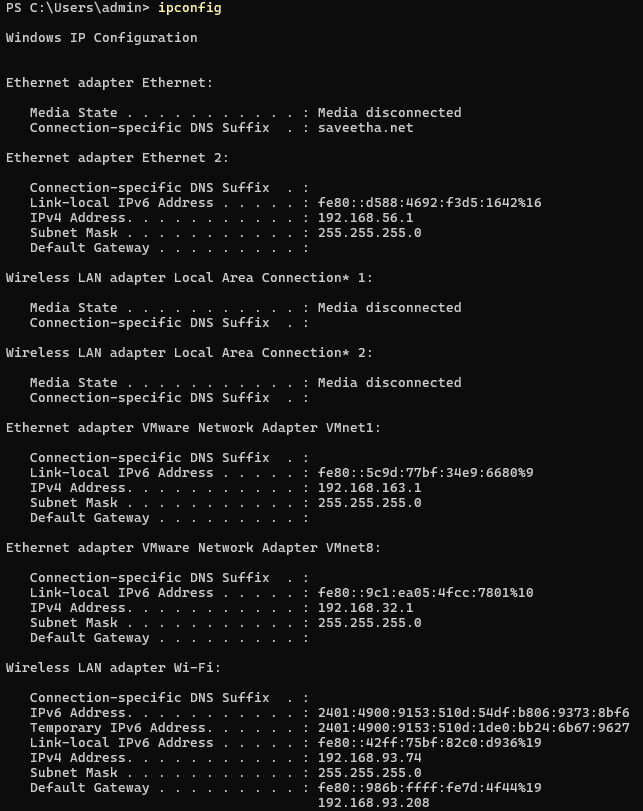 PS C:\Users\admin> ipconfig
Windows IP Configuration
Ethernet adapter Ethernet:
Media State . . . . . . . . . . . : Media disconnected
Connection-specific DNS Suffix  . : saveetha.net
Ethernet adapter Ethernet 2:
Connection-specific DNS Suffix  . :
Link-local IPv6 Address . . . . . : fe80::d588:4692:f3d5:1642%16
IPv4 Address. . . . . . . . . . . : 192.168.56.1
Subnet Mask . . . . . . . . . . . : 255.255.255.0
Default Gateway . . . . . . . . . :
Wireless LAN adapter Local Area Connection* 1:
Media State . . . . . . . . . . . : Media disconnected
Connection-specific DNS Suffix  . :
Wireless LAN adapter Local Area Connection* 2:
Media State . . . . . . . . . . . : Media disconnected
Connection-specific DNS Suffix  . :
Ethernet adapter VMware Network Adapter VMnet1:
Connection-specific DNS Suffix  . :
Link-local IPv6 Address . . . . . : fe80::5c9d:77bf:34e9:6680%9
IPv4 Address. . . . . . . . . . . : 192.168.163.1
Subnet Mask . . . . . . . . . . . : 255.255.255.0
Default Gateway . . . . . . . . . :
Ethernet adapter VMware Network Adapter VMnet8:
Connection-specific DNS Suffix  . :
Link-local IPv6 Address . . . . . : fe80::9c1:ea05:4fcc:7801%10
IPv4 Address. . . . . . . . . . . : 192.168.32.1
Subnet Mask . . . . . . . . . . . : 255.255.255.0
Default Gateway . . . . . . . . . :
Wireless LAN adapter Wi-Fi:
Connection-specific DNS Suffix  . :
IPv6 Address. . . . . . . . . . . : 2401:4900:9153:510d:54df:b806:9373:8bf6
Temporary IPv6 Address. . . . . . : 2401:4900:9153:510d:1de0:bb24:6b67:9627
Link-local IPv6 Address . . . . . : fe80::42ff:75bf:82c0:d936%19
IPv4 Address. . . . . . . . . . . : 192.168.93.74
Subnet Mask . . . . . . . . . . . : 255.255.255.0
Default Gateway . . . . . . . . . : fe80::986b:ffff:fe7d:4f44%19
192.168.93.208